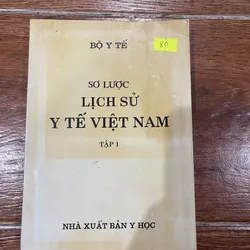 BỘ Y TẾ
80
SƠ LƯỢC
LỊCH SỬ
Y TẾ VIỆT NAM
TẬP 1
NHÀ XUẤT BẢN Y HỌC